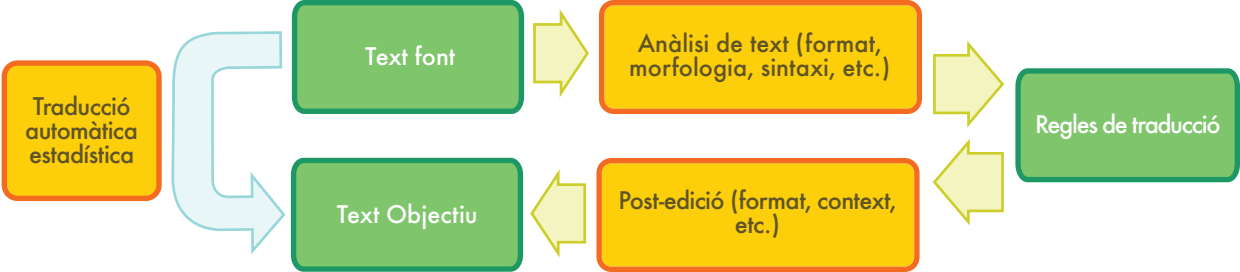 Traducció
automàtica
estadística
Text font
Anàlisi de text (format,
morfologia, sintaxi, etc.)
Regles de traducció
Post-edició (format, context,
etc.)
Text Objectiu